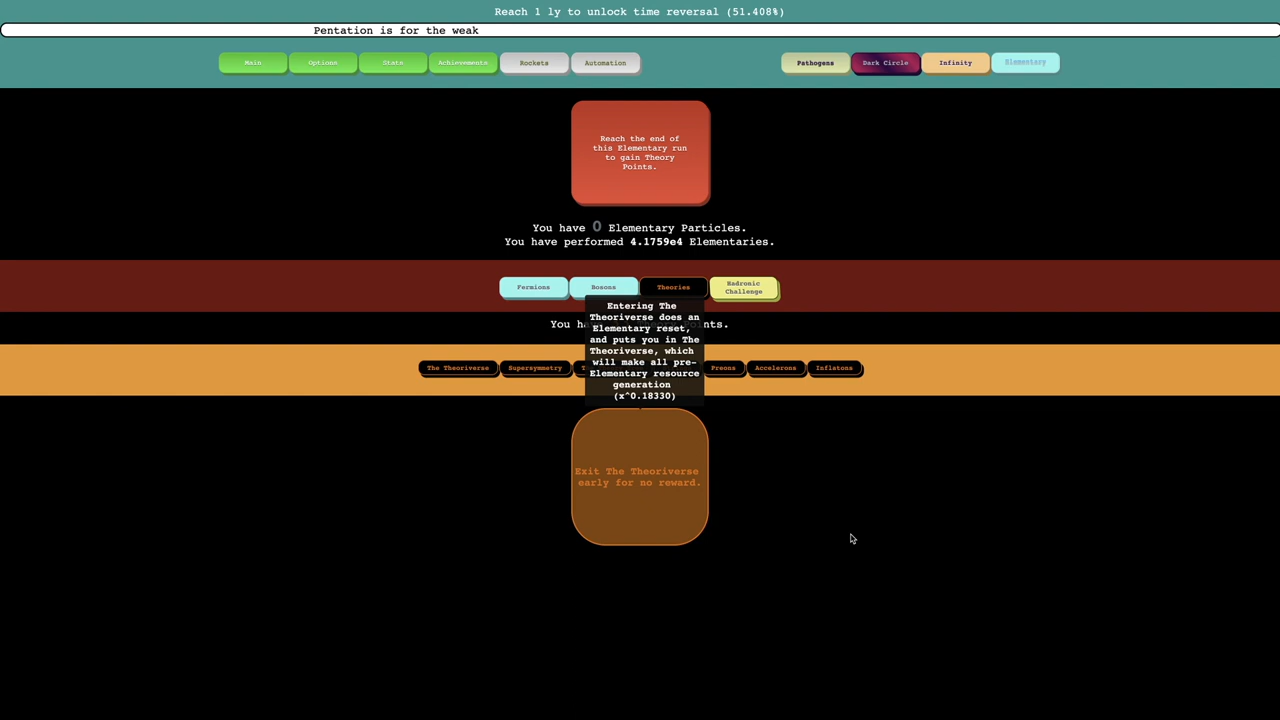 Reach 1 ly to unlock time reversal (51.408%)
Pentation is for the weak
Main Options Stats Achievements Rockets Automation Pathogens Dark Circle Infinity Elementary
Reach the end of
this Elementary run
to gain Theory
Points.
You have 0 Elementary Particles.
You have performed 4.1759e4 Elementaries.
Fermions Bosons Theories Hadronic
Challenge
Entering The
Theoriverse does an
Elementary reset,
and puts you in The
Theoriverse, which
will make all pre-
Elementary resource
generation
(x^0.18330)
The Theoriverse Supersymmetry Preons Accelerons Inflatons
Exit The Theoriverse
early for no reward.